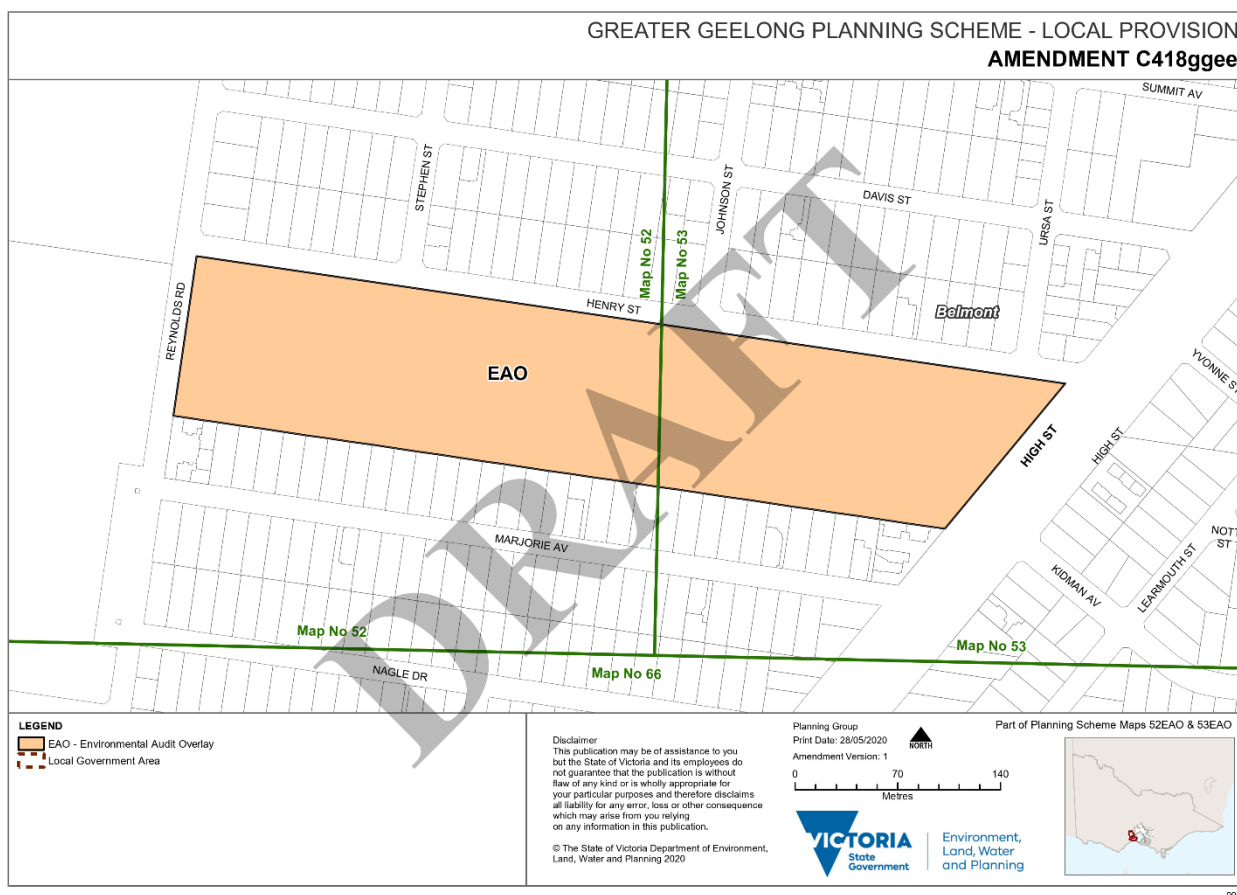 GREATER GEELONG PLANNING SCHEME - LOCAL PROVISION
AMENDMENT C418ggee
SUMMIT AV
STEPHEN ST
JOHNSON ST
DAVIS ST
URSA ST
Map No 52
Map No 53
REYNOLDS RD
HENRY ST
Belmont
YVONNE ST
EAO
HIGH ST
HIGH ST
NOTT
ST
MARJORIE AV
KIDMAN AV
LEARMOUTH ST
Map No 52
Map No 53
Map No 66
NAGLE DR
DRAFT
LEGEND
EAO - Environmental Audit Overlay
Local Government Area
Disclaimer
This publication may be of assistance to you
but the State of Victoria and its employees do
not guarantee that the publication is without
flaw of any kind or is wholly appropriate for
your particular purposes and therefore disclaims
all liability for any error, loss or other consequence
which may arise from you relying
on any information in this publication.
© The State of Victoria Department of Environment,
Land, Water and Planning 2020
Planning Group
Print Date: 28/05/2020
Amendment Version: 1
NORTH
0 70 140
Metres
VICTORIA
State
Government
Environment,
Land, Water
and Planning
Part of Planning Scheme Maps 52EAO & 53EAO